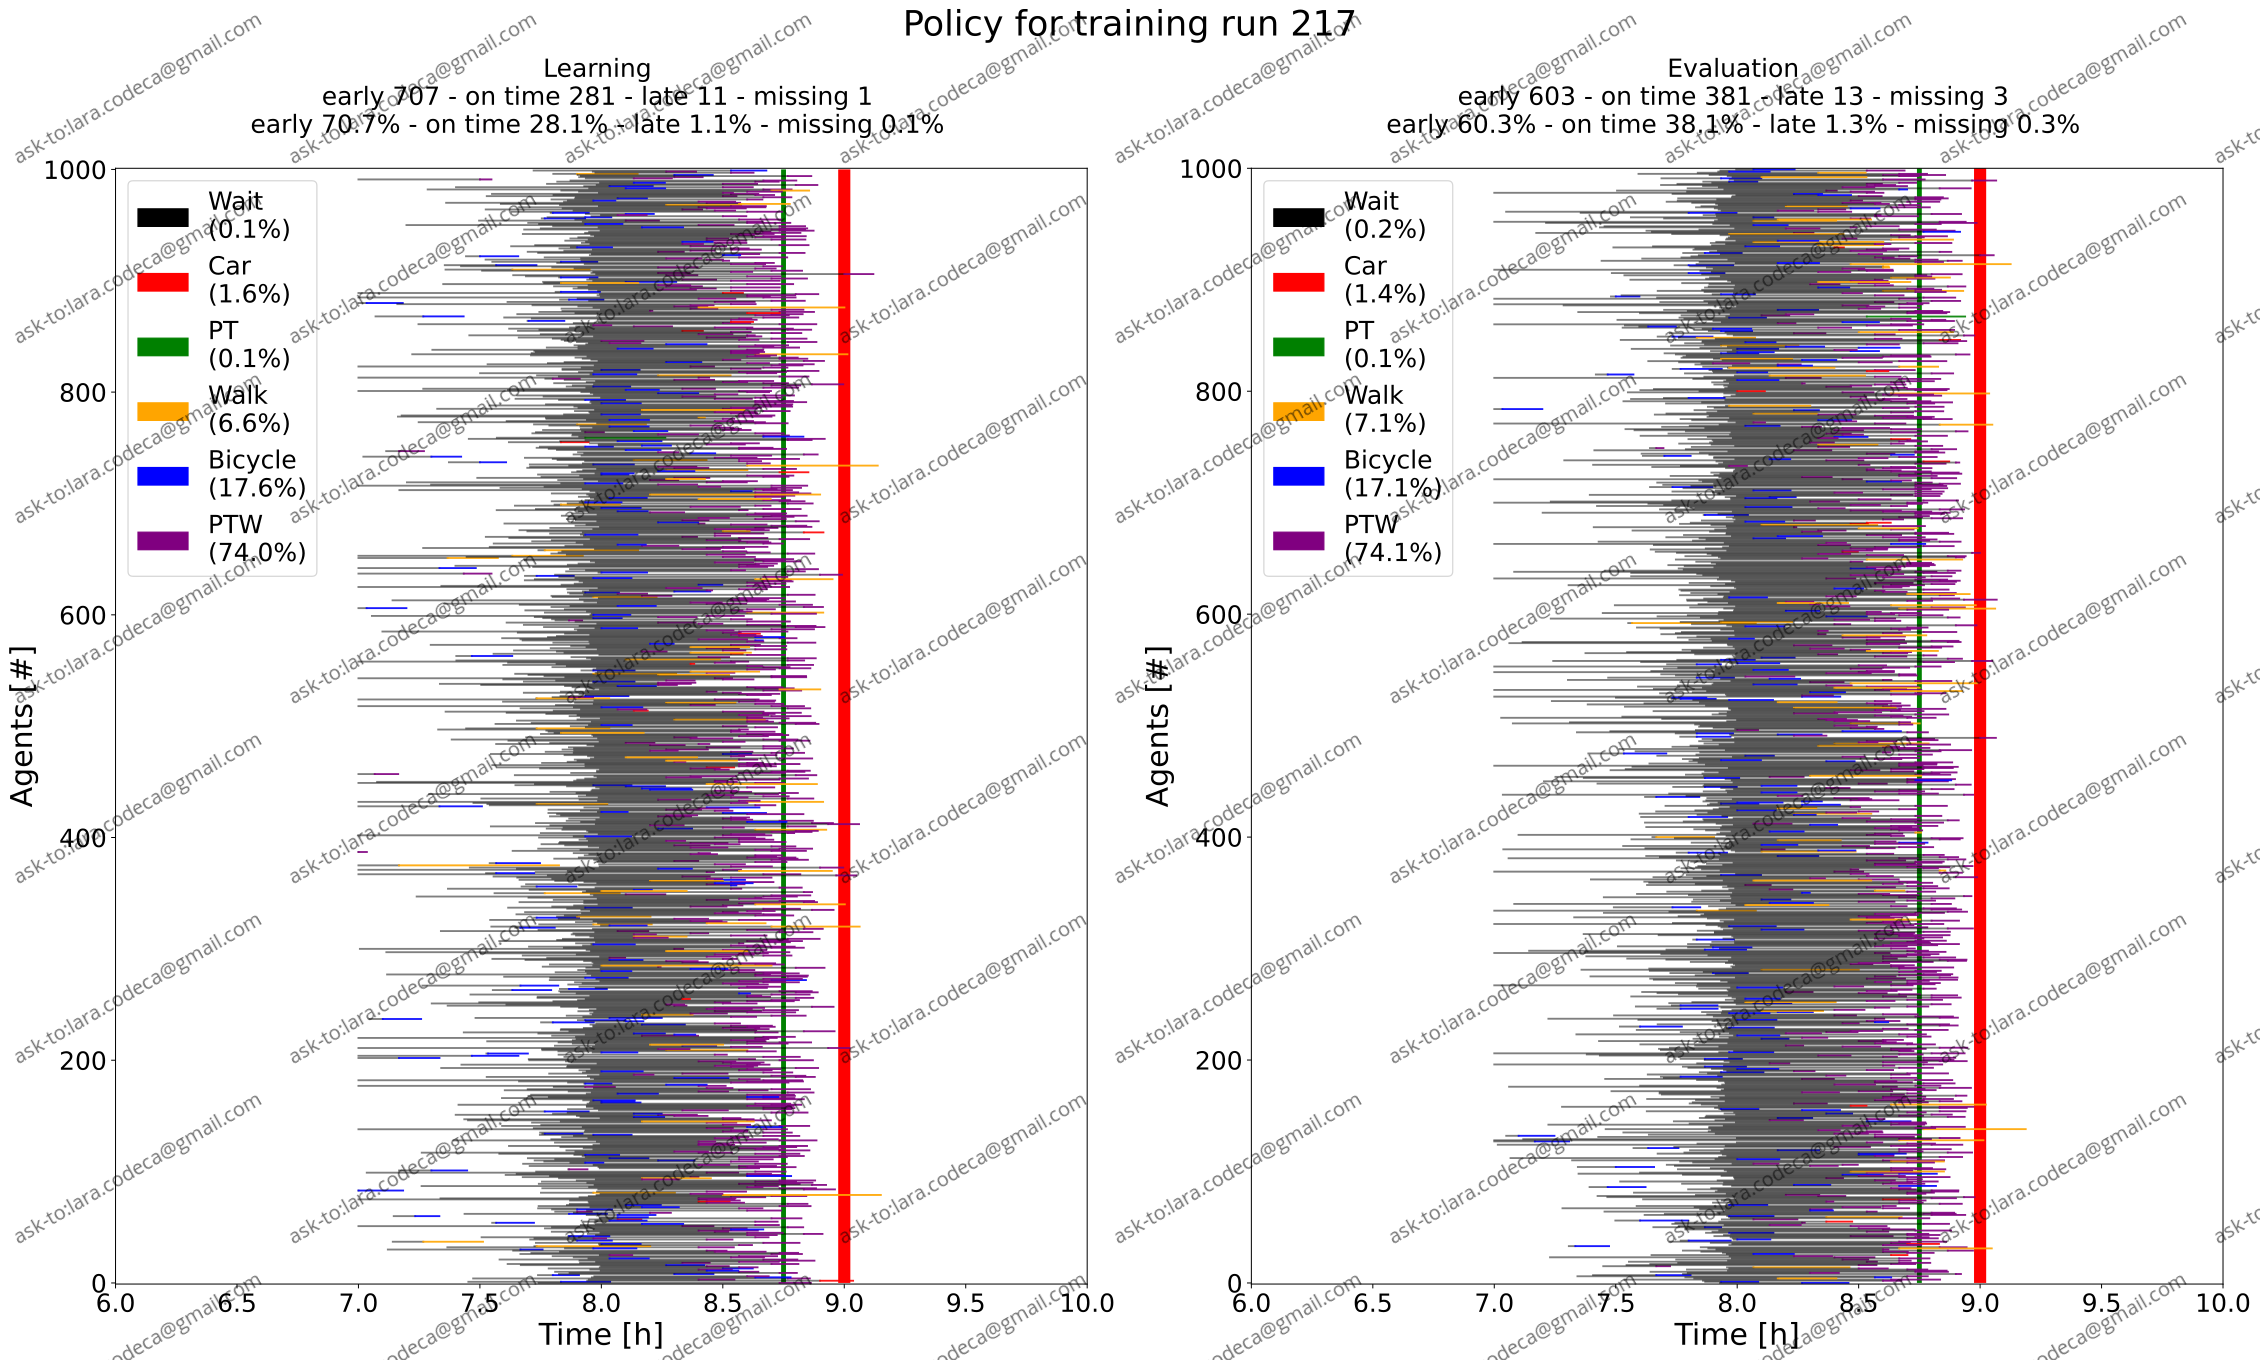 Policy for training run 217
Learning
early 707 - on time 281 - late 11 - missing 1
early 70.7% - on time 28.1% - late 1.1% - missing 0.1%
Agents [#]
1000
800
600
400
200
0
Wait
(0.1%)
Car
(1.6%)
PT
(0.1%)
Walk
(6.6%)
Bicycle
(17.6%)
PTW
(74.0%)
6.0 6.5 7.0 7.5 8.0 8.5 9.0 9.5 10.0
Time [h]
Evaluation
early 603 - on time 381 - late 13 - missing 3
early 60.3% - on time 38.1% - late 1.3% - missing 0.3%
Agents [#]
1000
800
600
400
200
0
Wait
(0.2%)
Car
(1.4%)
PT
(0.1%)
Walk
(7.1%)
Bicycle
(17.1%)
PTW
(74.1%)
6.0 6.5 7.0 7.5 8.0 8.5 9.0 9.5 10.0
Time [h]
ask-to:lara.codeca@gmail.com